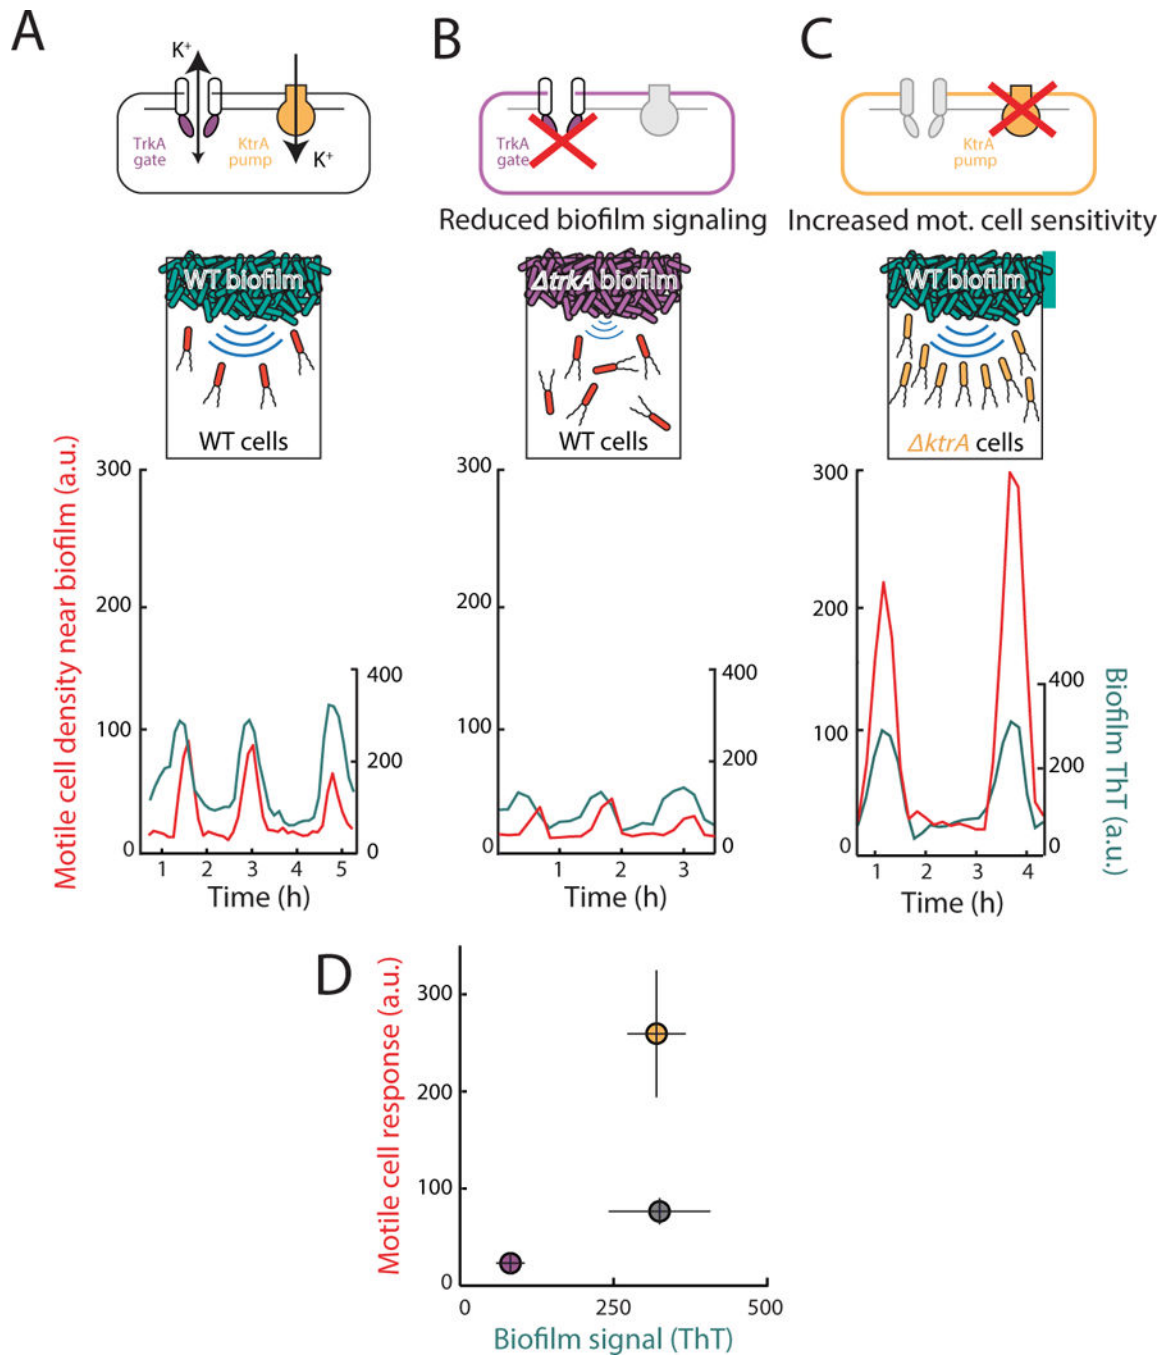 A
K+
TrkA
gate
KtrA
pump
K+
WT biofilm
WT cells
Motile cell density near biofilm (a.u.)
300
200
100
0
400
200
0
1 2 3 4 5
Time (h)
B
TrkA
gate
Reduced biofilm signaling
ΔtrkA biofilm
WT cells
300
200
100
0
400
200
0
1 2 3
Time (h)
C
KtrA
pump
Increased mot. cell sensitivity
WT biofilm
ΔktrA cells
300
200
100
0
400
200
0
Biofilm ThT (a.u.)
1 2 3 4
Time (h)
D
Motile cell response (a.u.)
300
200
100
0
0 250 500
Biofilm signal (ThT)